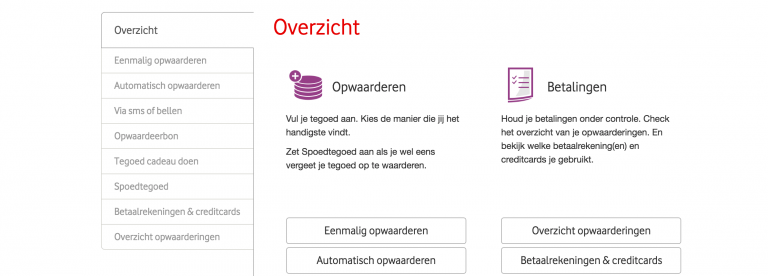 Overzicht
Eenmalig opwaarderen
Automatisch opwaarderen
Via sms of bellen
Opwaardeerbon
Tegoed cadeau doen
Spoedtegoed
Betaalrekeningen & creditcards
Overzicht opwaarderingen
Overzicht
Opwaarderen
Vul je tegoed aan. Kies de manier die jij het
handigste vindt.
Zet Spoedtegoed aan als je wel eens
vergeet je tegoed op te waarderen.
Eenmalig opwaarderen
Automatisch opwaarderen
Betalingen
Houd je betalingen onder controle. Check
het overzicht van je opwaarderingen. En
bekijk welke betaalrekening(en) en
creditcards je gebruikt.
Overzicht opwaarderingen
Betaalrekeningen & creditcards